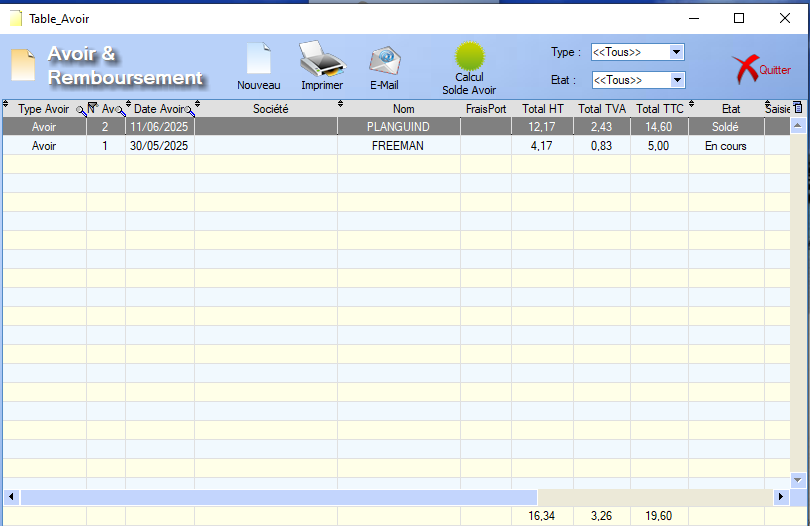 Table_Avoir
Avoir &
Remboursement
Nouveau
Imprimer
E-Mail
Calcul
Solde Avoir
Type :
<<Tous>>
Etat :
<<Tous>>
Quitter
Type Avoir Avo Date Avoir Société Nom FraisPort Total HT Total TVA Total TTC Etat Saisie
Avoir 2 11/06/2025 PLANGUIND 12,17 2,43 14,60 Soldé
Avoir 1 30/05/2025 FREEMAN 4,17 0,83 5,00 En cours
16,34 3,26 19,60